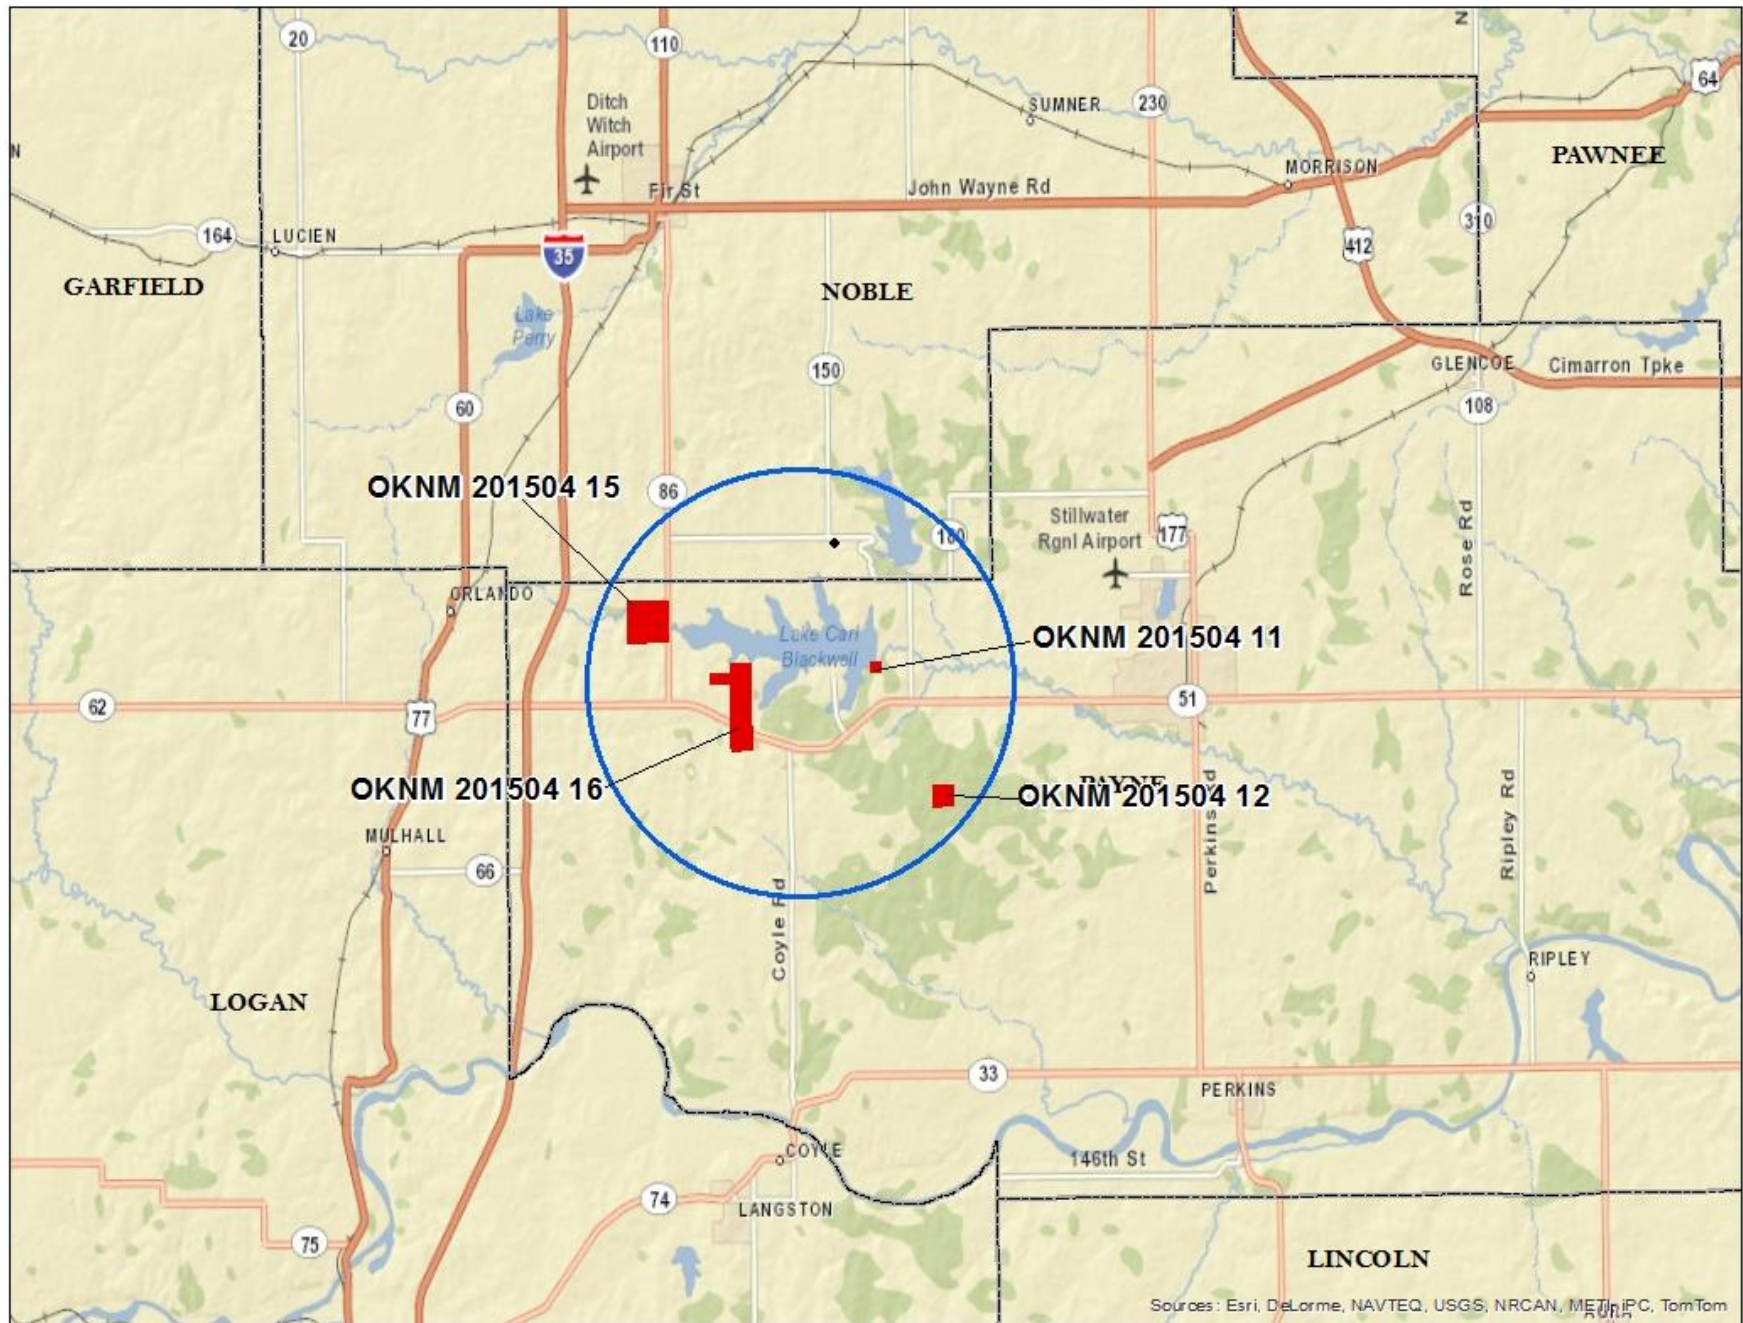 20
110
N
64
Ditch
Witch
Airport
SUMNER
230
N
MORRISON
PAWNEE
Fir St
John Wayne Rd
164
LUCIEN
310
412
35
GARFIELD
NOBLE
Lake
Perry
150
GLENCOE
Cimarron Tpke
60
108
OKNM 201504 15
86
Stillwater
Rgnl Airport
177
180
Rose Rd
ORLANDO
Lake Carl
Blackwell
OKNM 201504 11
62
77
51
OKNM 201504 16
PAYNE
OKNM 201504 12
Perkins Rd
Ripley Rd
MULHALL
66
Coyle Rd
RIPLEY
LOGAN
33
PERKINS
COYLE
146th St
74
LANGSTON
75
LINCOLN
Sources: Esri, DeLorme, NAVTEQ, USGS, NRCAN, METI, iPC, TomTom